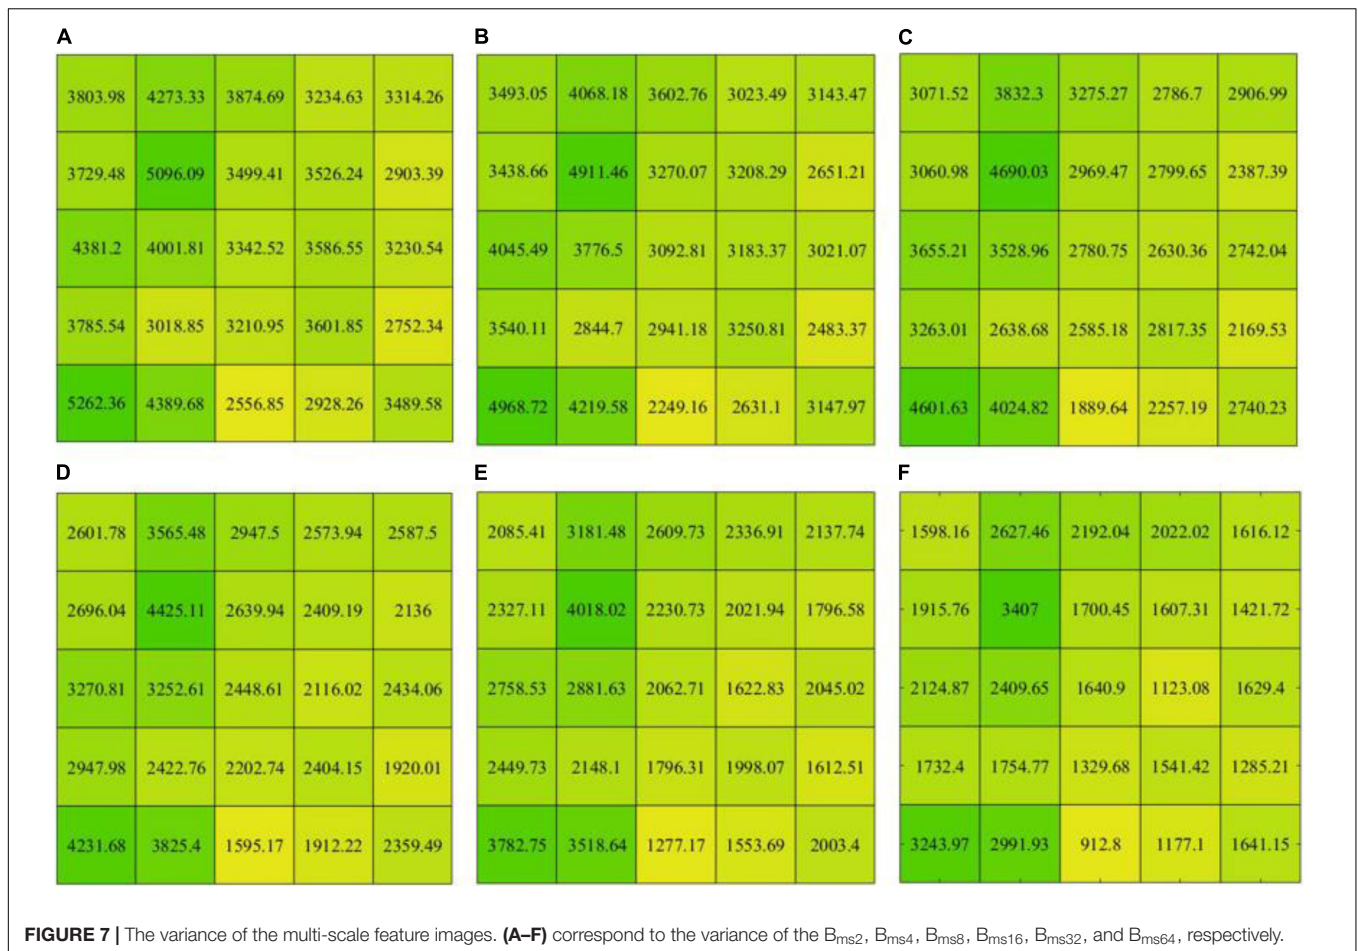 A
3803.98 4273.33 3874.69 3234.63 3314.26
3729.48 5096.09 3499.41 3526.24 2903.39
4381.2 4001.81 3342.52 3586.55 3230.54
3785.54 3018.85 3210.95 3601.85 2752.34
5262.36 4389.68 2556.85 2928.26 3489.58
B
3493.05 4068.18 3602.76 3023.49 3143.47
3438.66 4911.46 3270.07 3208.29 2651.21
4045.49 3776.5 3092.81 3183.37 3021.07
3540.11 2844.7 2941.18 3250.81 2483.37
4968.72 4219.58 2249.16 2631.1 3147.97
C
3071.52 3832.3 3275.27 2786.7 2906.99
3060.98 4690.03 2969.47 2799.65 2387.39
3655.21 3528.96 2780.75 2630.36 2742.04
3263.01 2638.68 2585.18 2817.35 2169.53
4601.63 4024.82 1889.64 2257.19 2740.23
D
2601.78 3565.48 2947.5 2573.94 2587.5
2696.04 4425.11 2639.94 2409.19 2136
3270.81 3252.61 2448.61 2116.02 2434.06
2947.98 2422.76 2202.74 2404.15 1920.01
4231.68 3825.4 1595.17 1912.22 2359.49
E
2085.41 3181.48 2609.73 2336.91 2137.74
2327.11 4018.02 2230.73 2021.94 1796.58
2758.53 2881.63 2062.71 1622.83 2045.02
2449.73 2148.1 1796.31 1998.07 1612.51
3782.75 3518.64 1277.17 1553.69 2003.4
F
1598.16 2627.46 2192.04 2022.02 1616.12
1915.76 3407 1700.45 1607.31 1421.72
2124.87 2409.65 1640.9 1123.08 1629.4
1732.4 1754.77 1329.68 1541.42 1285.21
3243.97 2991.93 912.8 1177.1 1641.15
FIGURE 7 | The variance of the multi-scale feature images. (A–F) correspond to the variance of the Bms2, Bms4, Bms8, Bms16, Bms32, and Bms64, respectively.